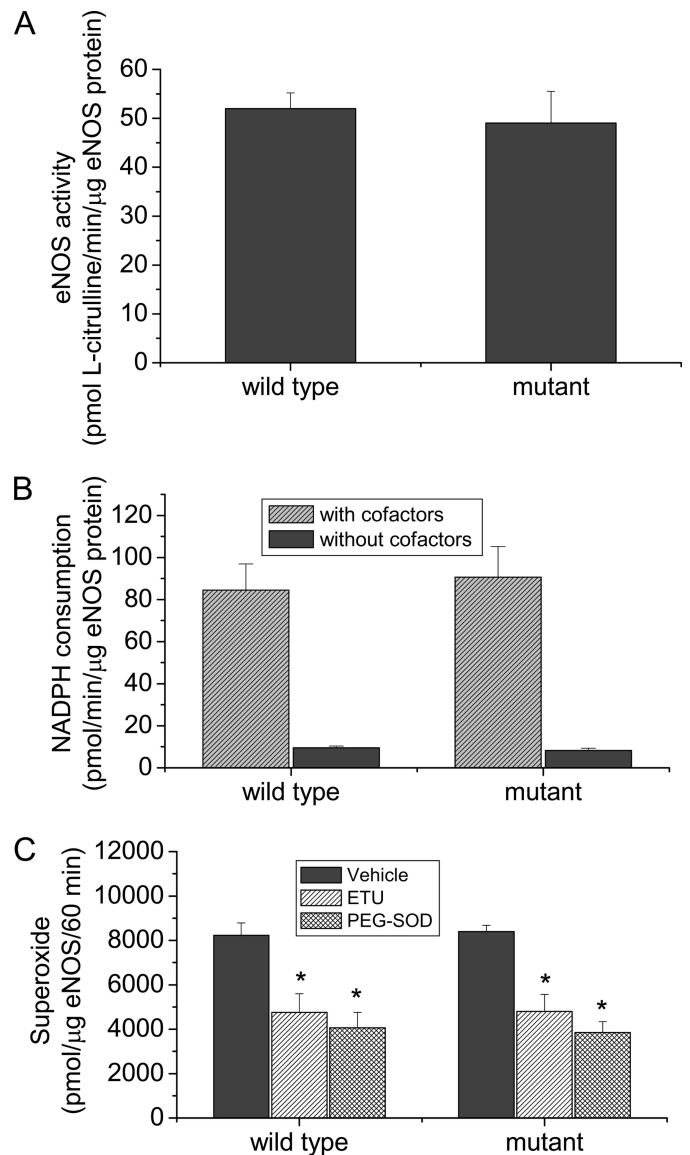 A
eNOS activity
(pmol L-citrulline/min/μg eNOS protein)
60
50
40
30
20
10
0
wild type mutant
B
NADPH consumption
(pmol/min/μg eNOS protein)
with cofactors
without cofactors
120
100
80
60
40
20
0
wild type mutant
C
Superoxide
(pmol/μg eNOS/60 min)
Vehicle
ETU
PEG-SOD
12000
10000
8000
6000
4000
2000
0
* * * *
wild type mutant